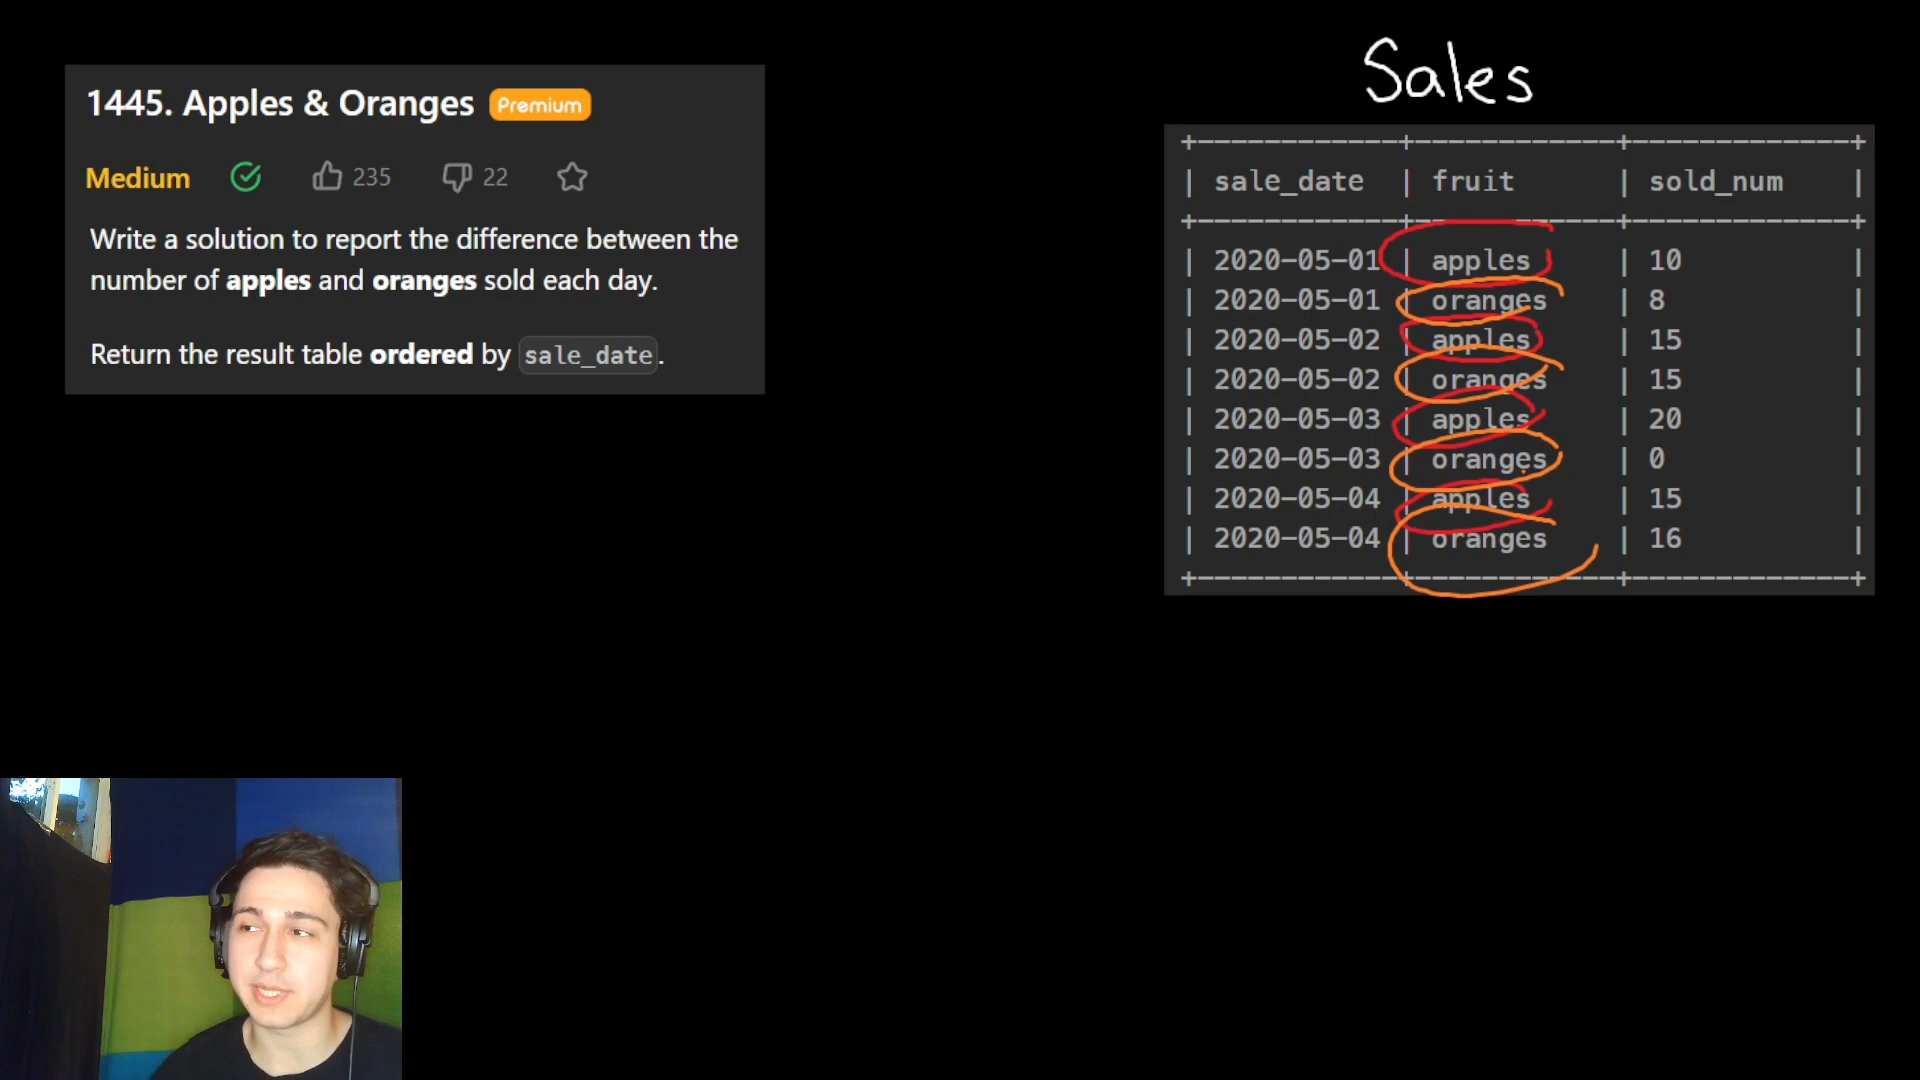 1445. Apples & Oranges Premium
Medium 235 22
Write a solution to report the difference between the
number of apples and oranges sold each day.
Return the result table ordered by sale_date.
Sales
+------------+------------+-------------+
| sale_date | fruit | sold_num |
+------------+------------+-------------+
| 2020-05-01 | apples | 10 |
| 2020-05-01 | oranges | 8 |
| 2020-05-02 | apples | 15 |
| 2020-05-02 | oranges | 15 |
| 2020-05-03 | apples | 20 |
| 2020-05-03 | oranges | 0 |
| 2020-05-04 | apples | 15 |
| 2020-05-04 | oranges | 16 |
+------------+------------+-------------+